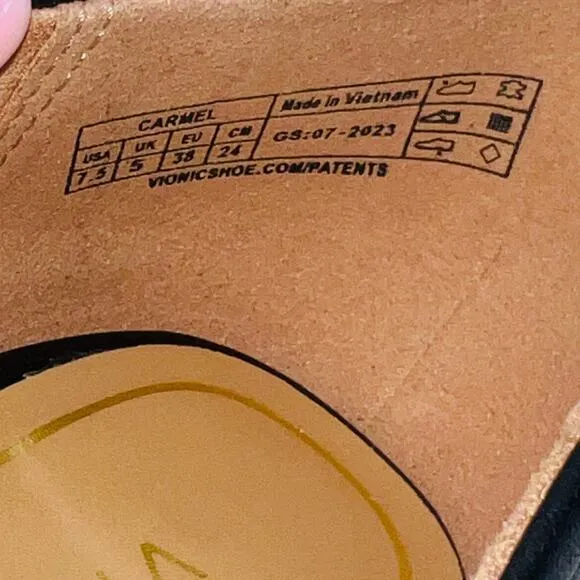 CARMEL
USA UK EU CM
7.5 5 38 24
Made in Vietnam
GS:07-2023
VIONICSHOE.COM/PATENTS